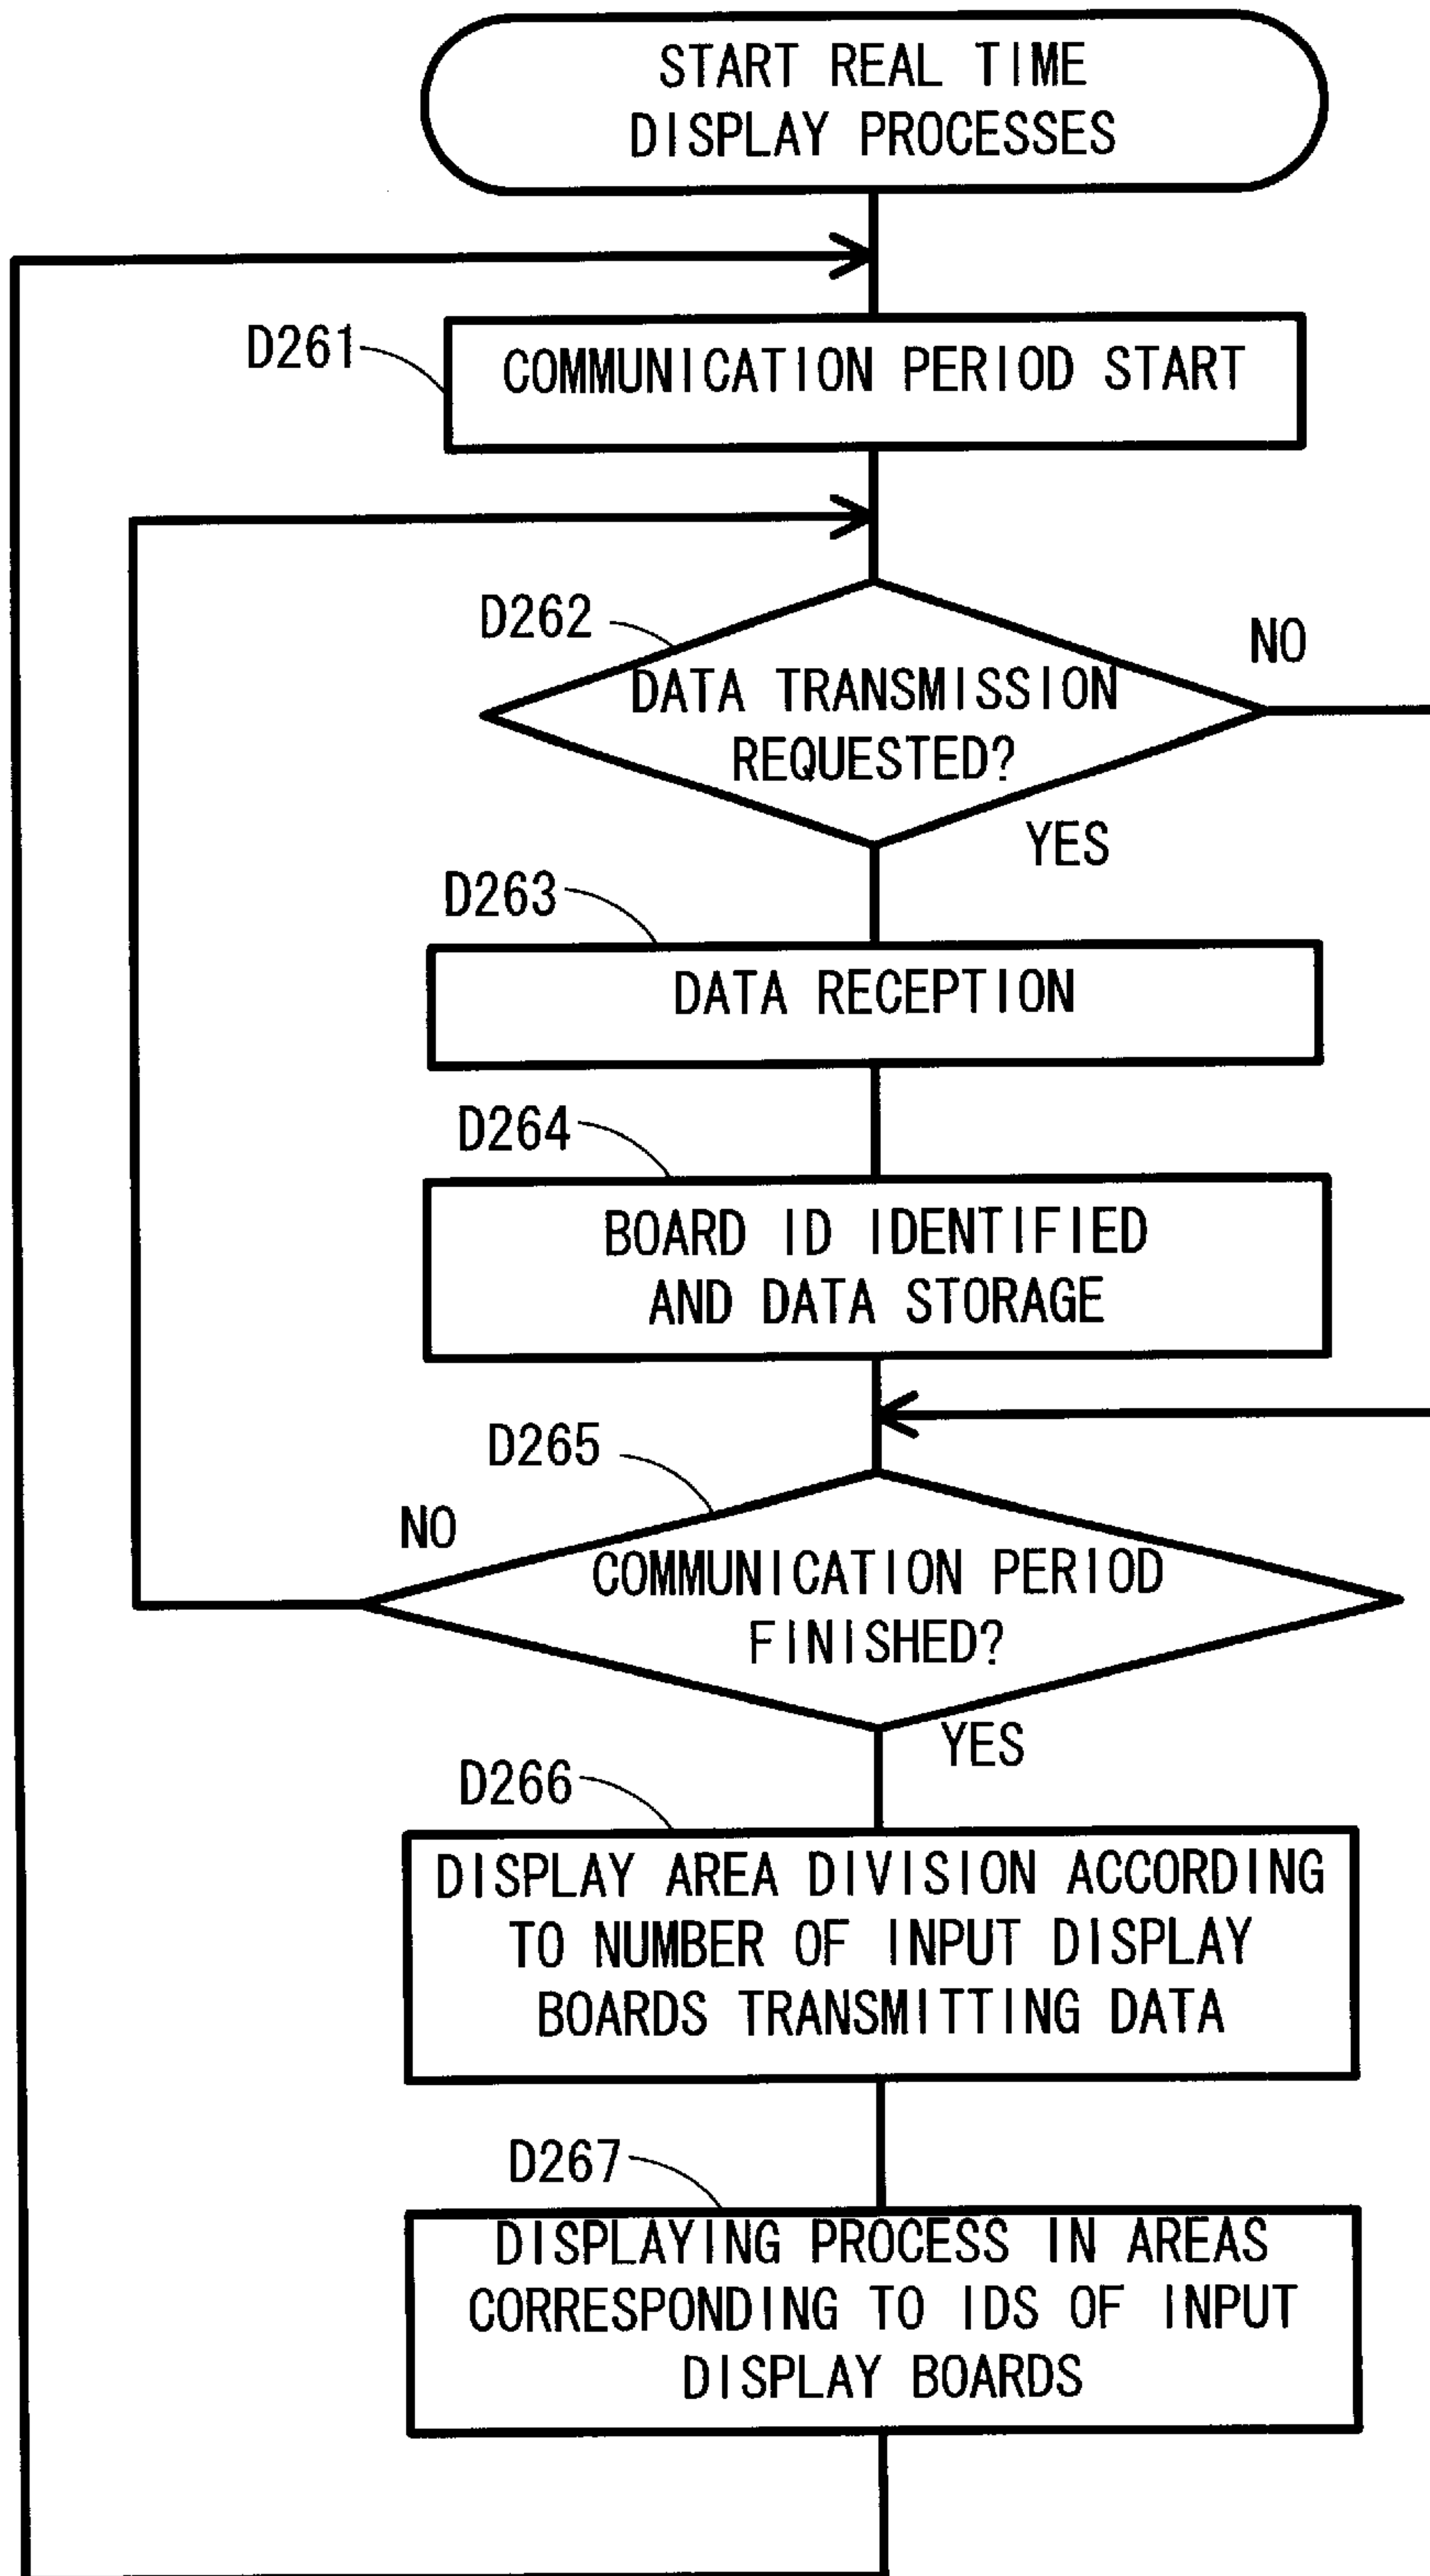 START REAL TIME
DISPLAY PROCESSES
D261
COMMUNICATION PERIOD START
D262
NO
DATA TRANSMISSION
REQUESTED?
YES
D263
DATA RECEPTION
D264
BOARD ID IDENTIFIED
AND DATA STORAGE
D265
NO
COMMUNICATION PERIOD
FINISHED?
YES
D266
DISPLAY AREA DIVISION ACCORDING
TO NUMBER OF INPUT DISPLAY
BOARDS TRANSMITTING DATA
D267
DISPLAYING PROCESS IN AREAS
CORRESPONDING TO IDS OF INPUT
DISPLAY BOARDS